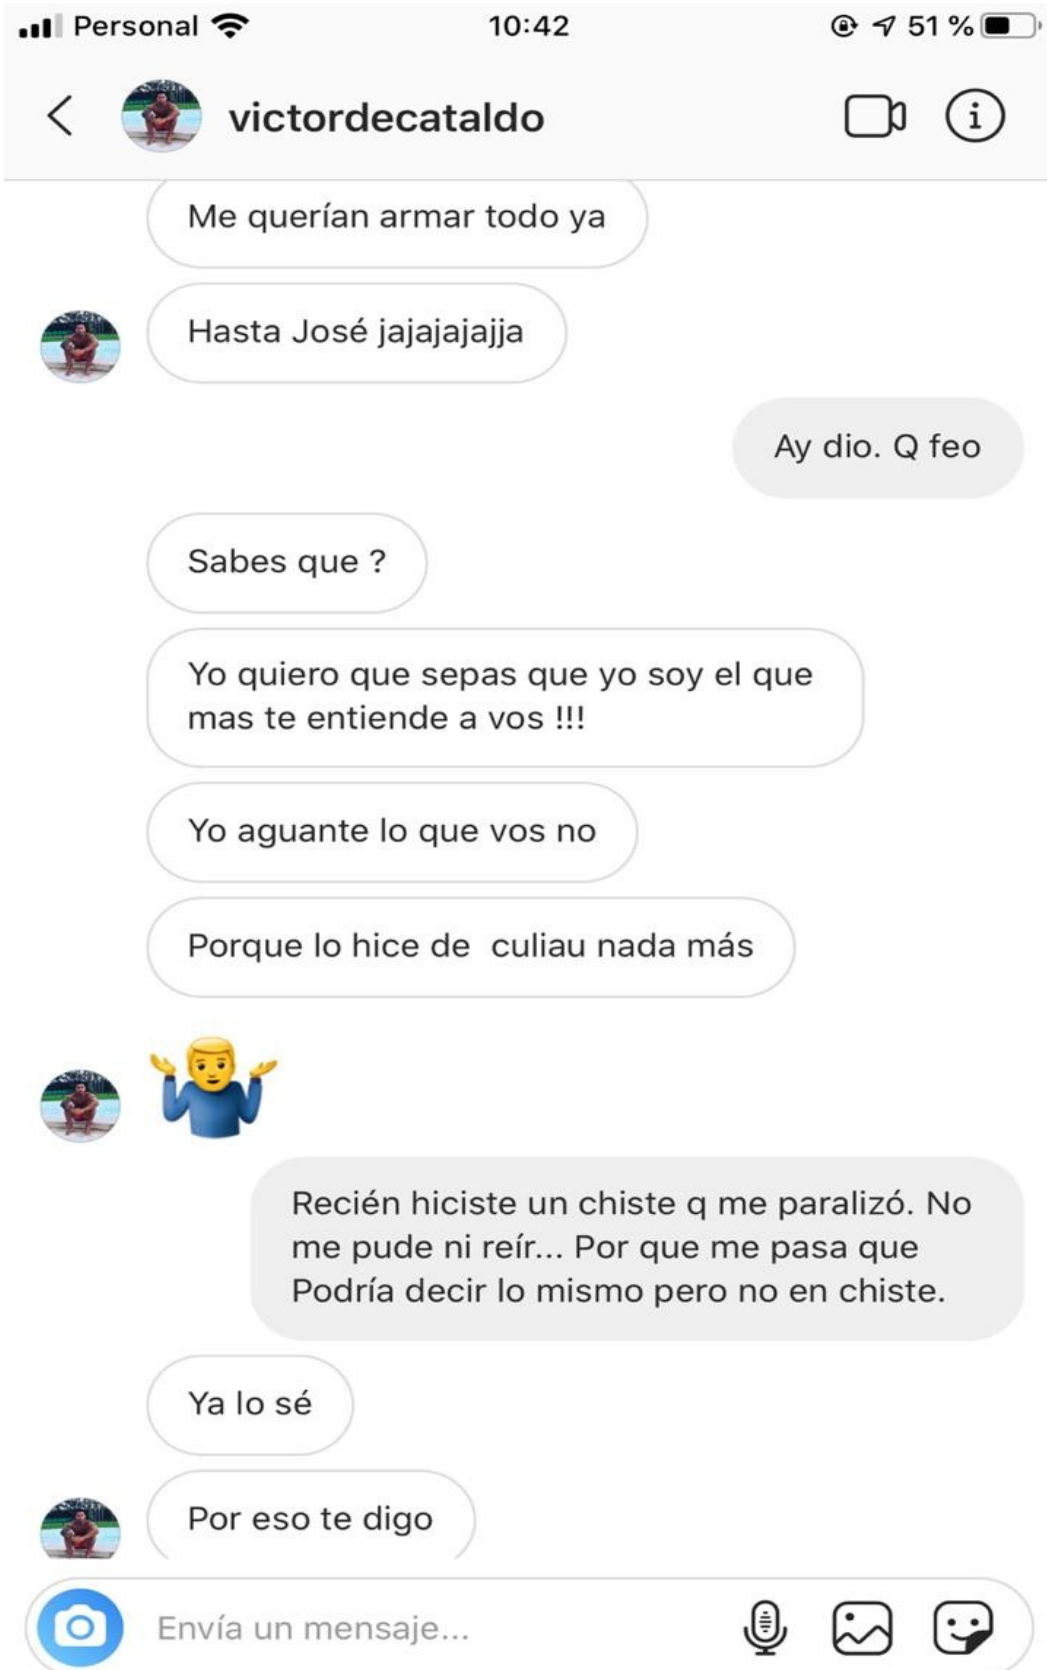 Personal 10:42 51 %
victordecataldo
Me querían armar todo ya
Hasta José jajajajajja
Ay dio. Q feo
Sabes que ?
Yo quiero que sepas que yo soy el que
mas te entiende a vos !!!
Yo aguante lo que vos no
Porque lo hice de  culiau nada más
Recién hiciste un chiste q me paralizó. No
me pude ni reír... Por que me pasa que
Podría decir lo mismo pero no en chiste.
Ya lo sé
Por eso te digo
Envía un mensaje...